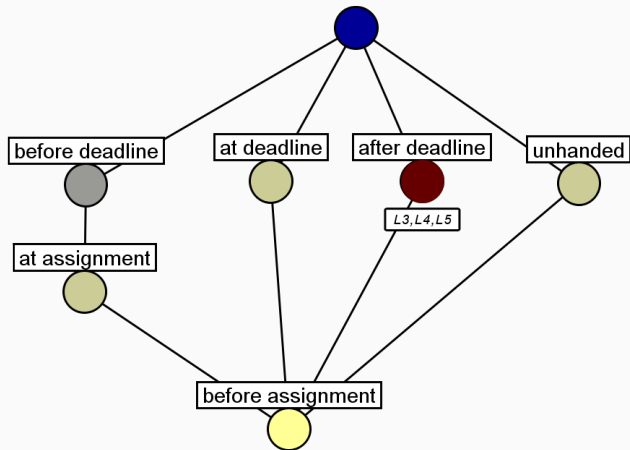 before deadline
at deadline
after deadline
unhanded
L3,L4,L5
at assignment
before assignment